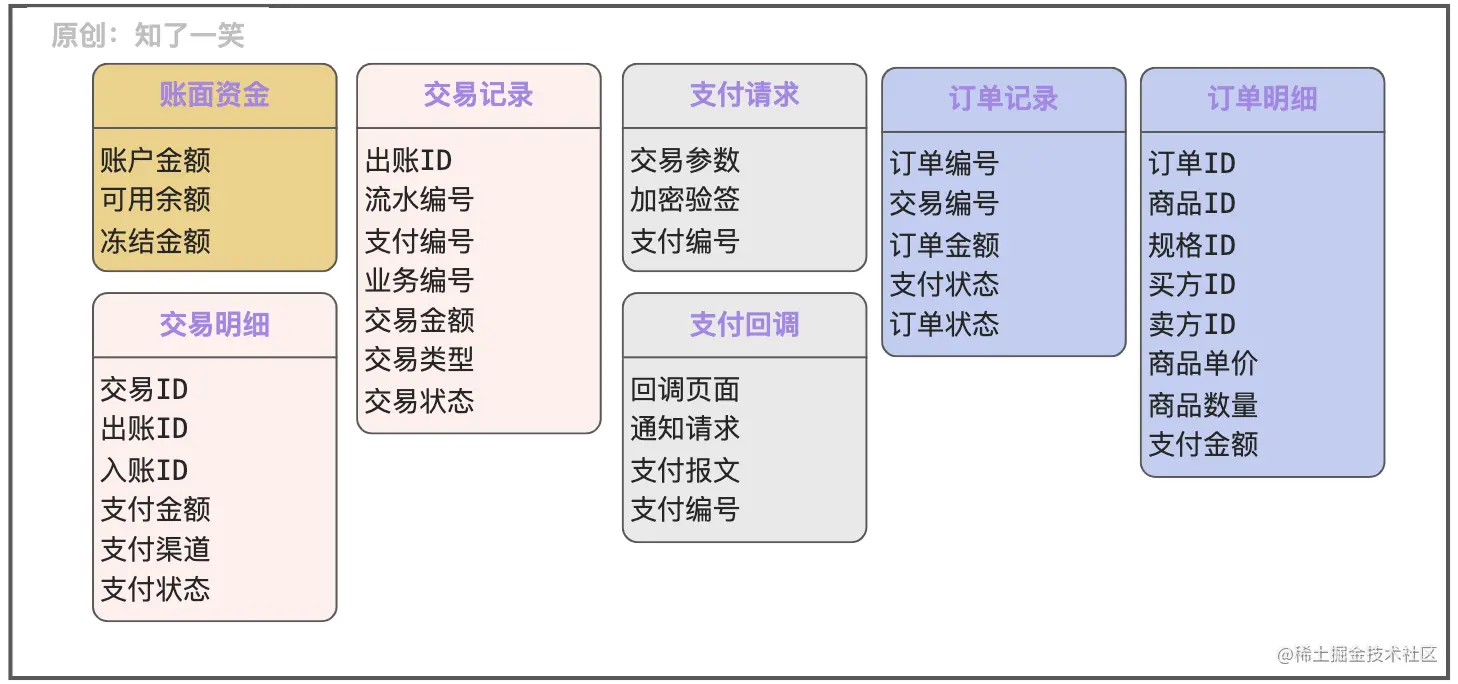 原创：知了一笑
账面资金
账户金额
可用余额
冻结金额
交易明细
交易ID
出账ID
入账ID
支付金额
支付渠道
支付状态
交易记录
出账ID
流水编号
支付编号
业务编号
交易金额
交易类型
交易状态
支付请求
交易参数
加密验签
支付编号
支付回调
回调页面
通知请求
支付报文
支付编号
订单记录
订单编号
交易编号
订单金额
支付状态
订单状态
订单明细
订单ID
商品ID
规格ID
买方ID
卖方ID
商品单价
商品数量
支付金额
@稀土掘金技术社区